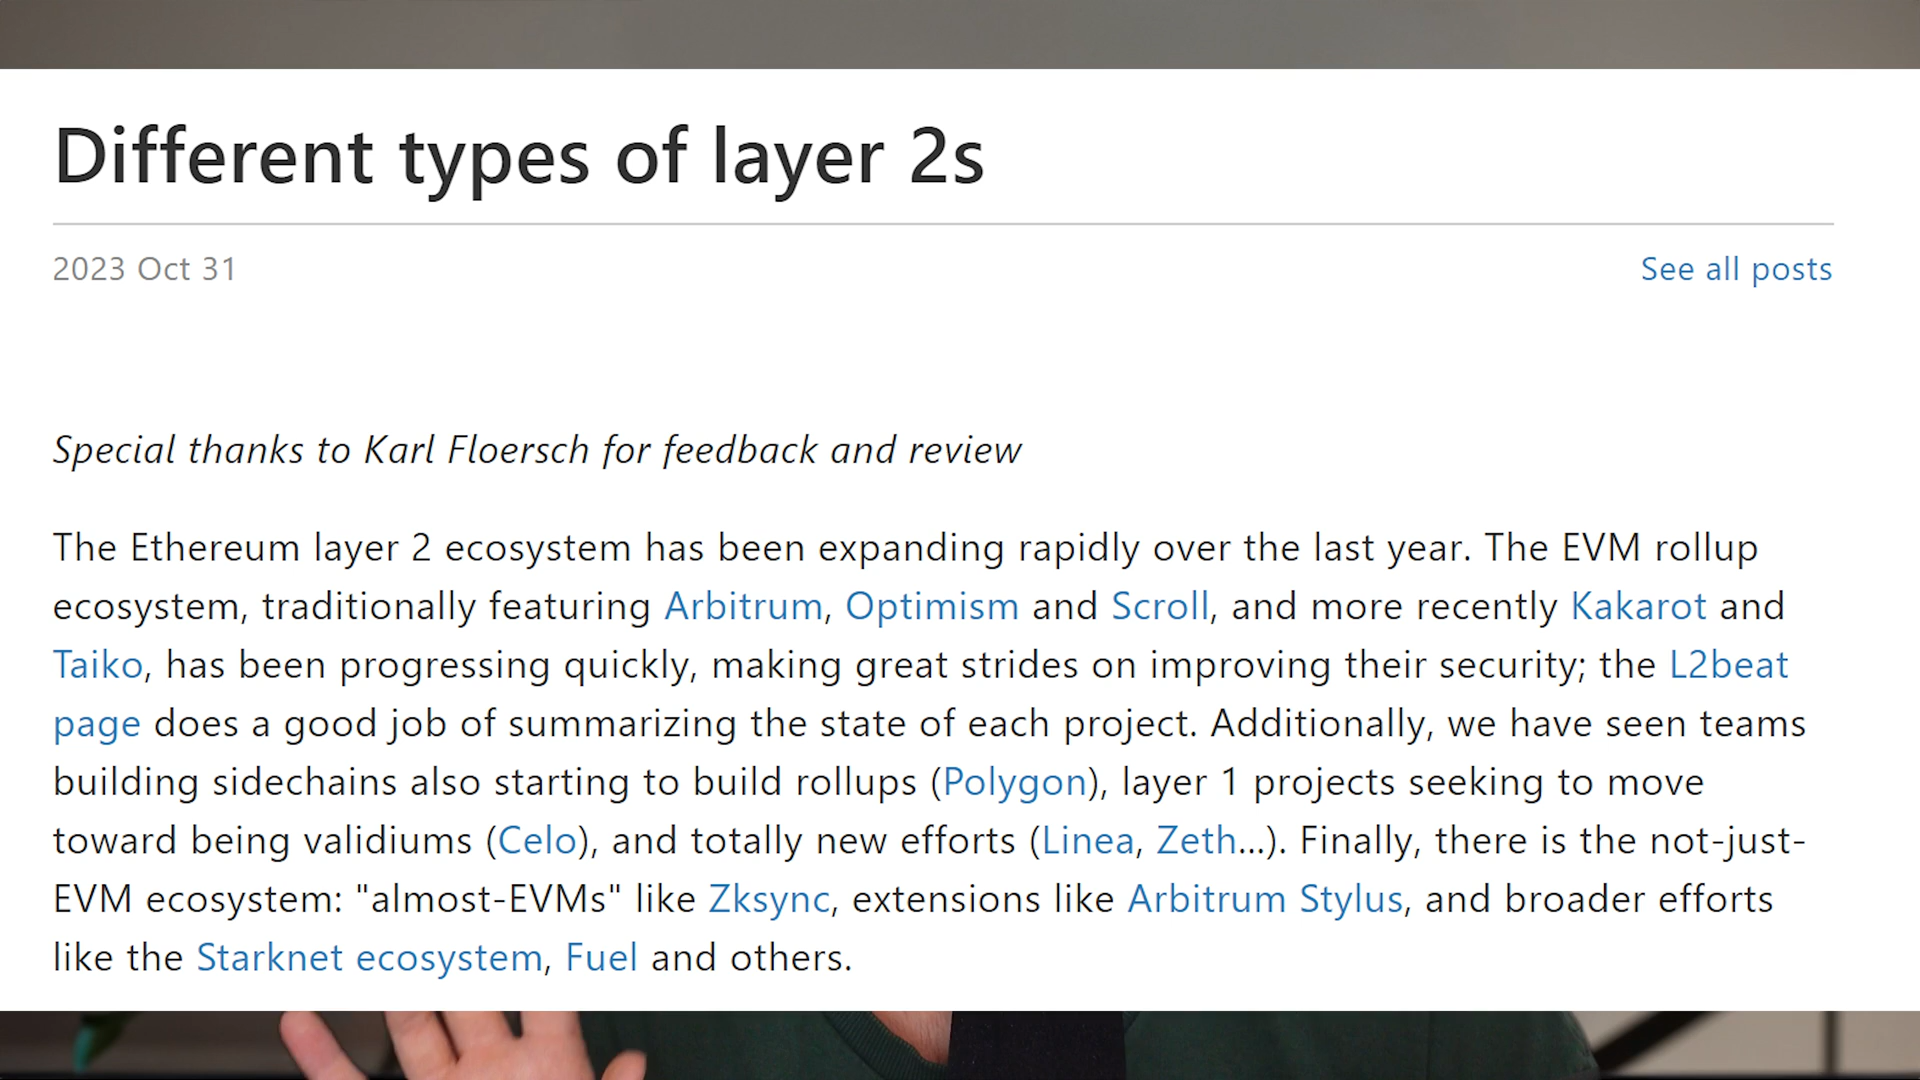 Different types of layer 2s
2023 Oct 31
See all posts
Special thanks to Karl Floersch for feedback and review
The Ethereum layer 2 ecosystem has been expanding rapidly over the last year. The EVM rollup
ecosystem, traditionally featuring Arbitrum, Optimism and Scroll, and more recently Kakarot and
Taiko, has been progressing quickly, making great strides on improving their security; the L2beat
page does a good job of summarizing the state of each project. Additionally, we have seen teams
building sidechains also starting to build rollups (Polygon), layer 1 projects seeking to move
toward being validiums (Celo), and totally new efforts (Linea, Zeth...). Finally, there is the not-just-
EVM ecosystem: "almost-EVMs" like Zksync, extensions like Arbitrum Stylus, and broader efforts
like the Starknet ecosystem, Fuel and others.